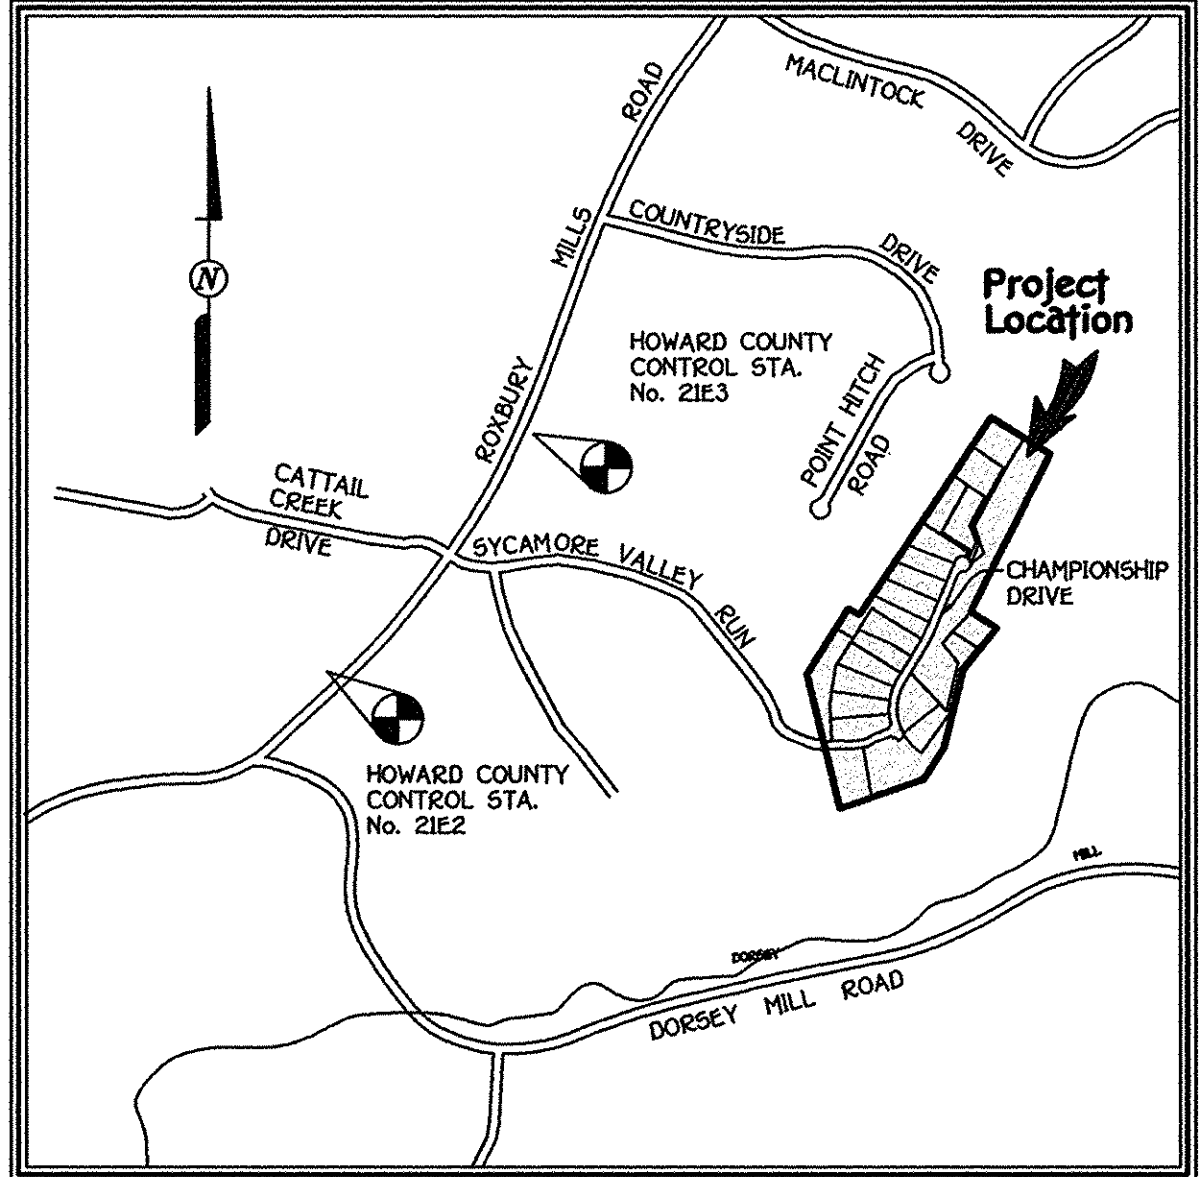 MACLINTOCK DRIVE
ROXBURY MILLS ROAD
COUNTRYSIDE DRIVE
N
Project
Location
HOWARD COUNTY
CONTROL STA.
No. 21E3
POINT HITCH
ROAD
CATTAIL
CREEK
DRIVE
SYCAMORE VALLEY RUN
CHAMPIONSHIP
DRIVE
HOWARD COUNTY
CONTROL STA.
No. 21E2
MILL
DORSEY
DORSEY MILL ROAD